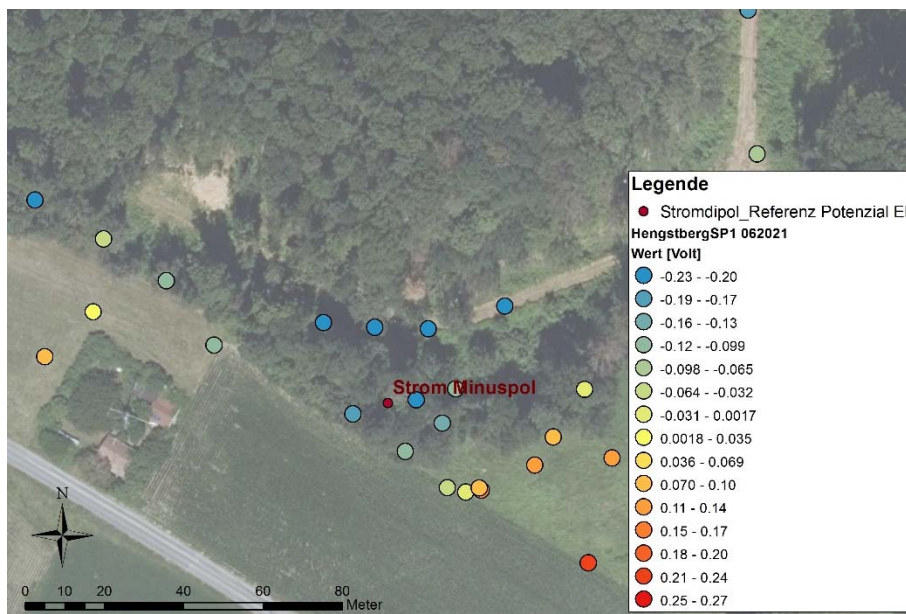 Legende
Stromdipol_Referenz Potenzial El
HengstbergSP1 062021
Wert [Volt]
-0.23 - -0.20
-0.19 - -0.17
-0.16 - -0.13
-0.12 - -0.099
-0.098 - -0.065
-0.064 - -0.032
-0.031 - 0.0017
0.0018 - 0.035
0.036 - 0.069
0.070 - 0.10
0.11 - 0.14
0.15 - 0.17
0.18 - 0.20
0.21 - 0.24
0.25 - 0.27
Strom Minuspol
N
0 10 20 40 60 80
Meter